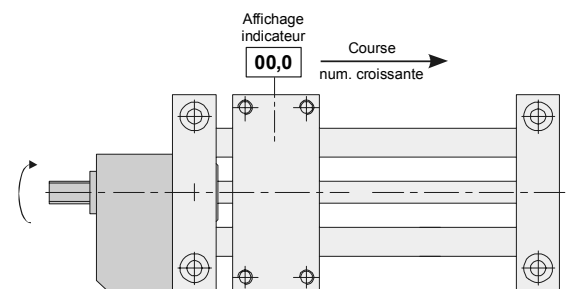 Affichage
indicateur
00,0
Course
num. croissante